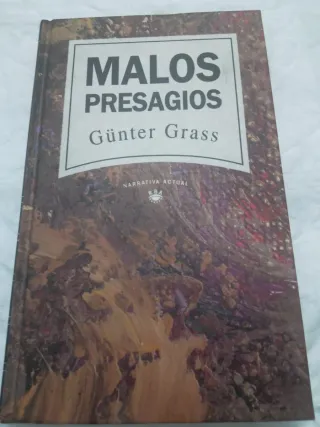 MALOS
PRESAGIOS
Günter Grass
NARRATIVA ACTUAL